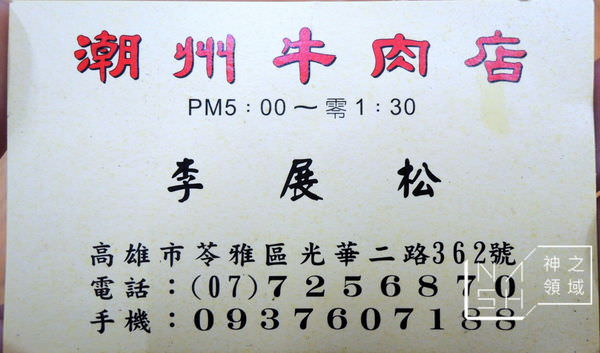 潮州牛肉店
PM5：00～零1：30
李展松
高雄市苓雅區光華二路362號
電話：(07)7256870
手機：0937607188
神之領域